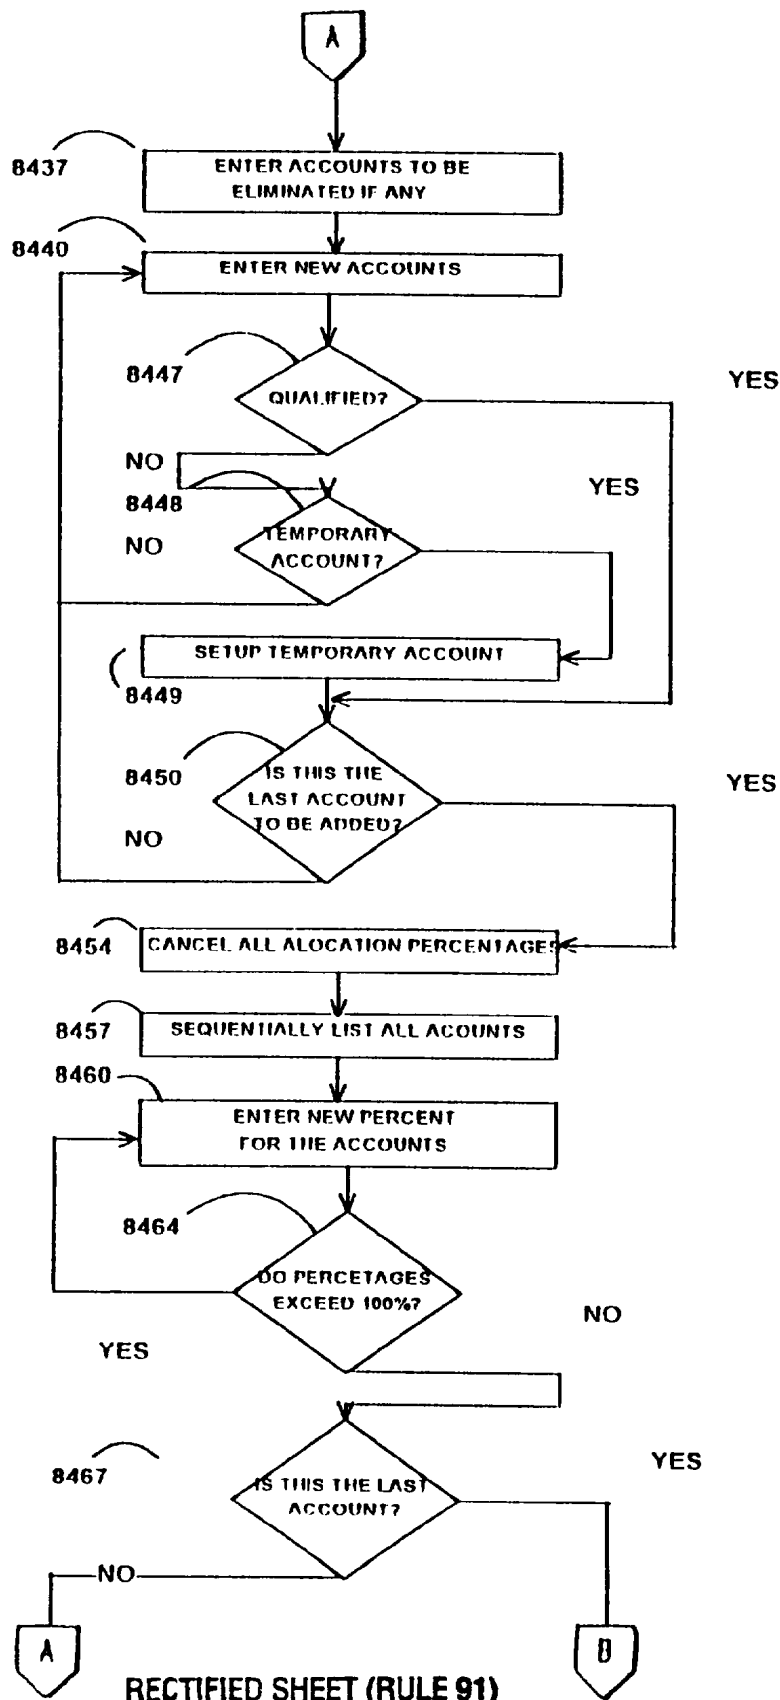 A
8437
ENTER ACCOUNTS TO BE
ELIMINATED IF ANY
8440
ENTER NEW ACCOUNTS
8447
QUALIFIED?
YES
NO
8448
YES
TEMPORARY
ACCOUNT?
NO
SETUP TEMPORARY ACCOUNT
8449
8450
IS THIS THE
LAST ACCOUNT
TO BE ADDED?
YES
NO
8454
CANCEL ALL ALOCATION PERCENTAGES
8457
SEQUENTIALLY LIST ALL ACOUNTS
8460
ENTER NEW PERCENT
FOR THE ACCOUNTS
8464
DO PERCETAGES
EXCEED 100%?
NO
YES
8467
IS THIS THE LAST
ACCOUNT?
YES
NO
A
B
RECTIFIED SHEET (RULE 91)